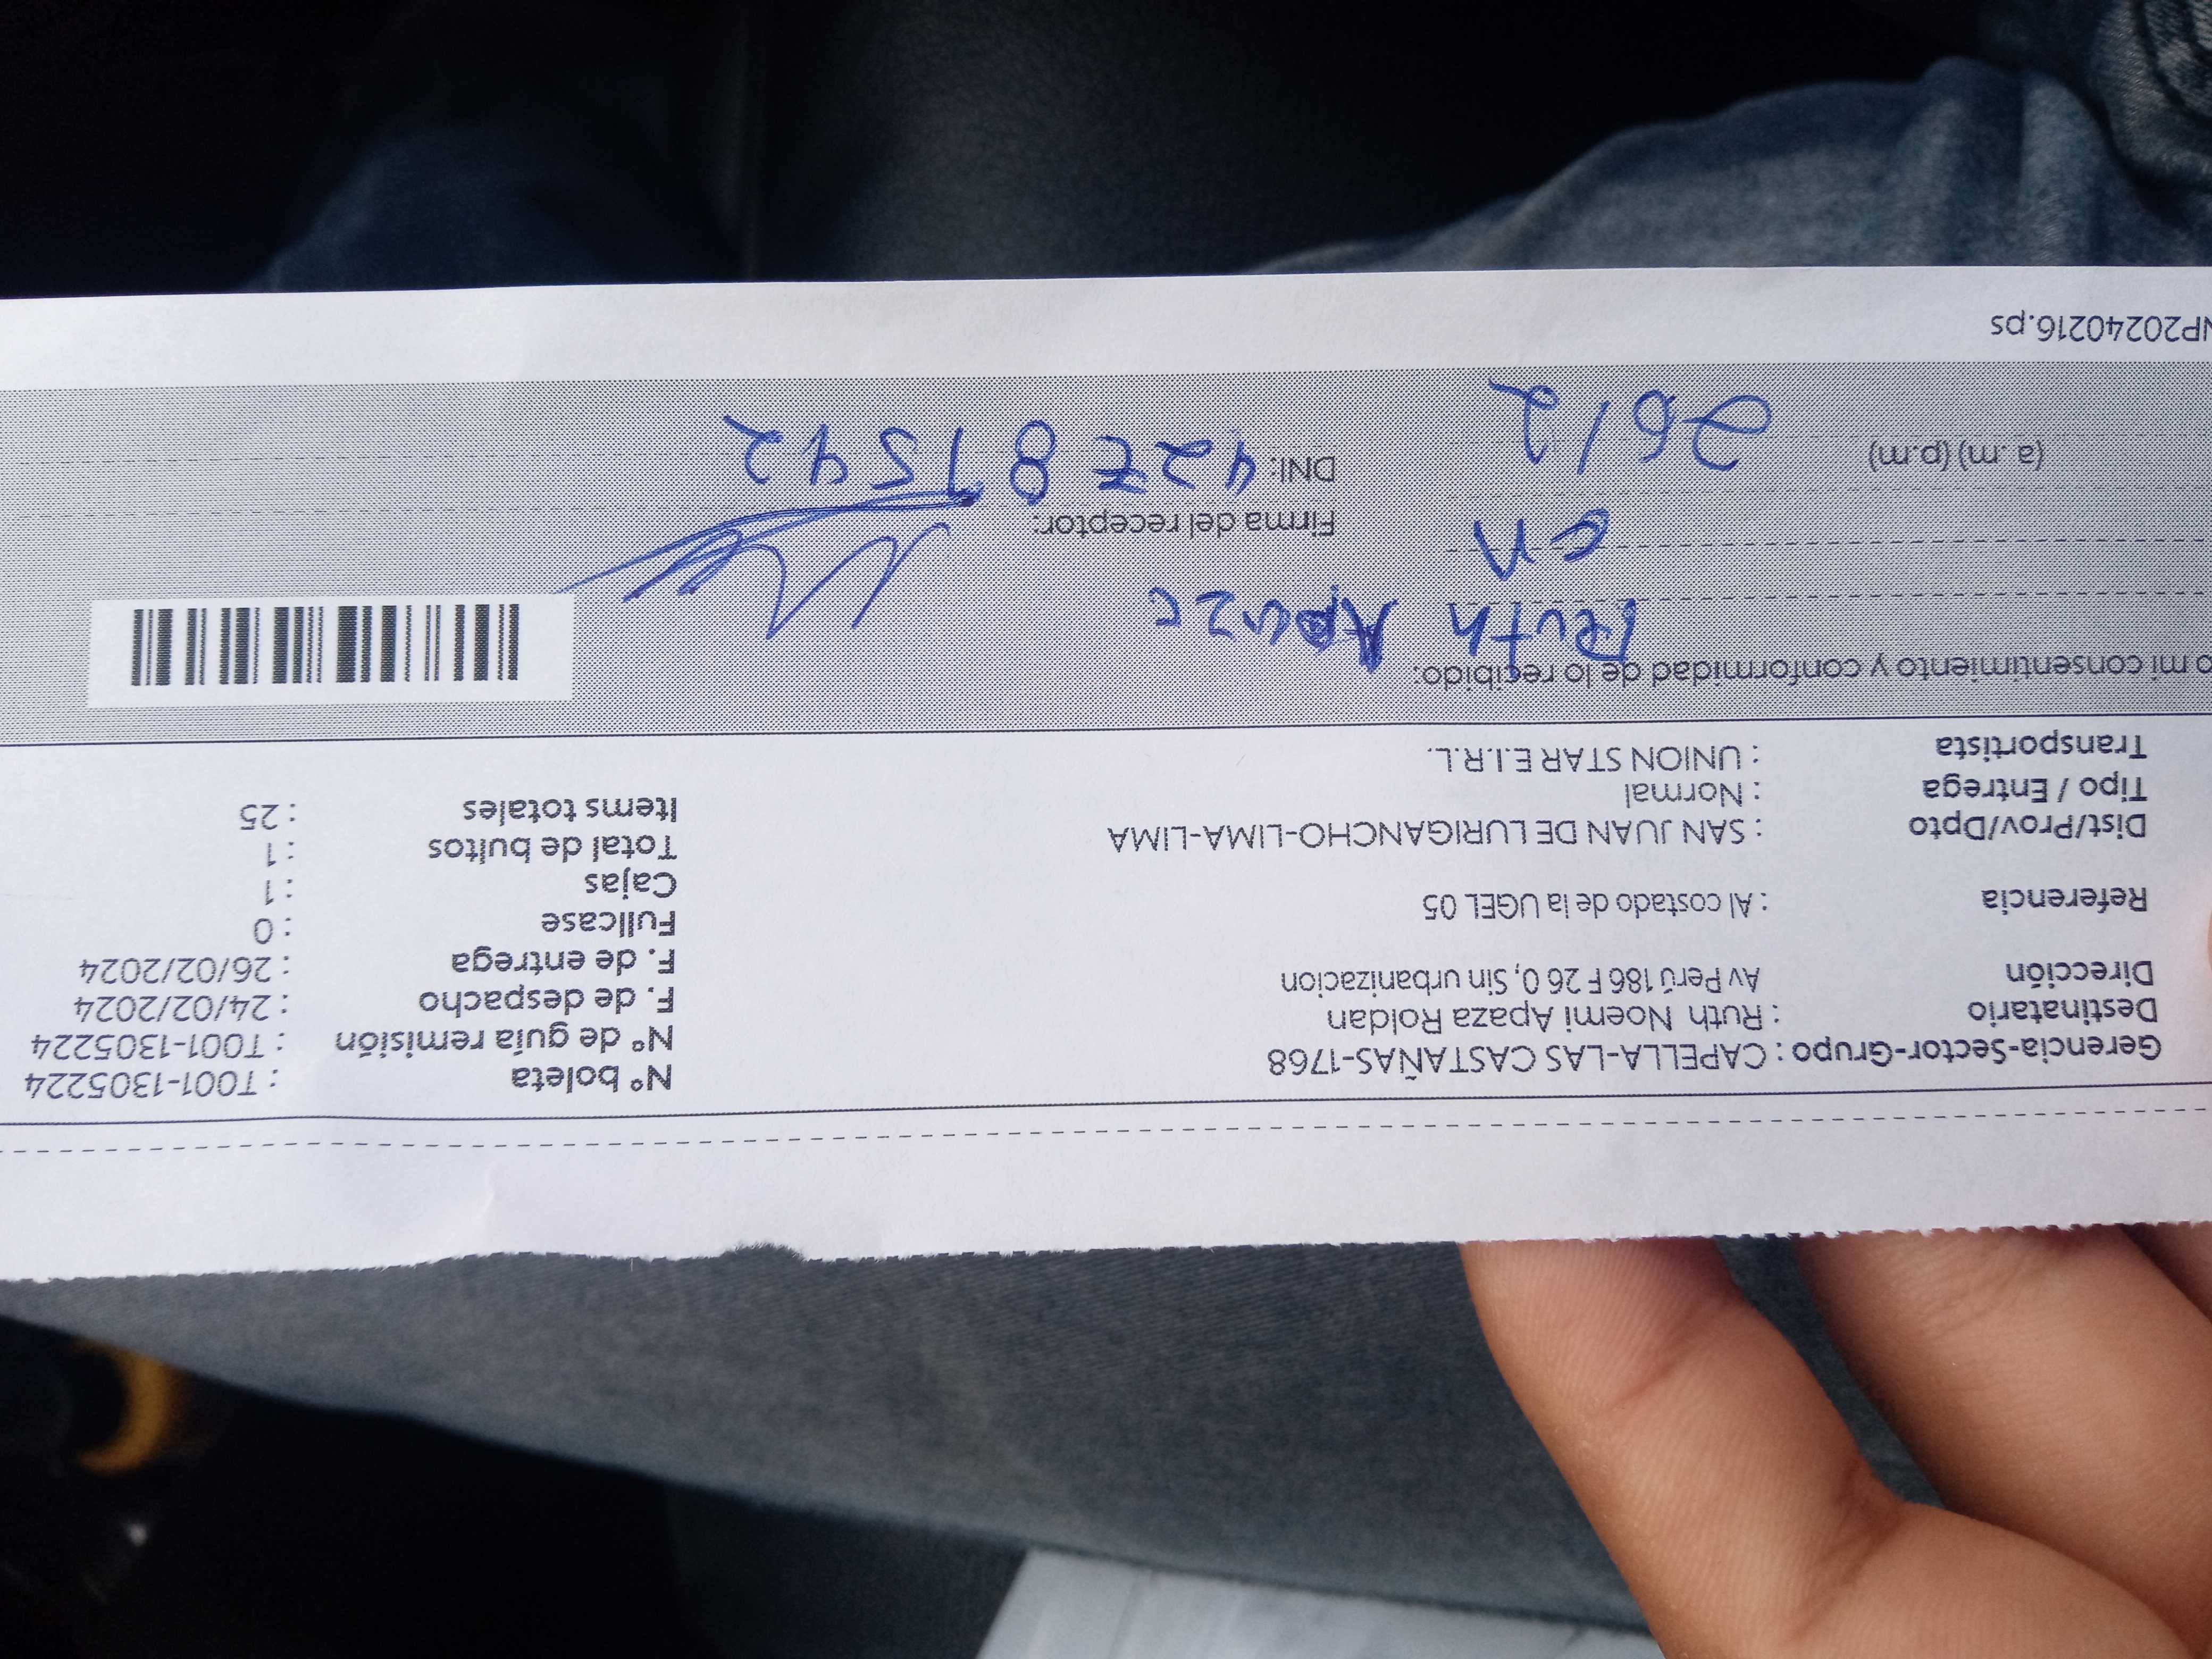 Gerencia-Sector-Grupo : CAPELLA-LAS CASTAÑAS-1768
Destinatario : Ruth Noemi Apaza Roldan
Dirección Av Perú 186 F 26 0, Sin urbanizacion
Referencia : Al costado de la UGEL 05
Dist/Prov/Dpto : SAN JUAN DE LURIGANCHO-LIMA-LIMA
Tipo / Entrega : Normal
Transportista : UNION STAR E.I.R.L.
N° boleta : T001-1305224
N° de guía remisión : T001-1305224
F. de despacho : 24/02/2024
F. de entrega : 26/02/2024
Fullcase : 0
Cajas : 1
Total de bultos : 1
Items totales : 25
o mi consentimiento y conformidad de lo recibido.
Ruth Apaza
en
Firma del receptor:
(a .m) (p.m) 26/2
DNI:
NP20240216.ps